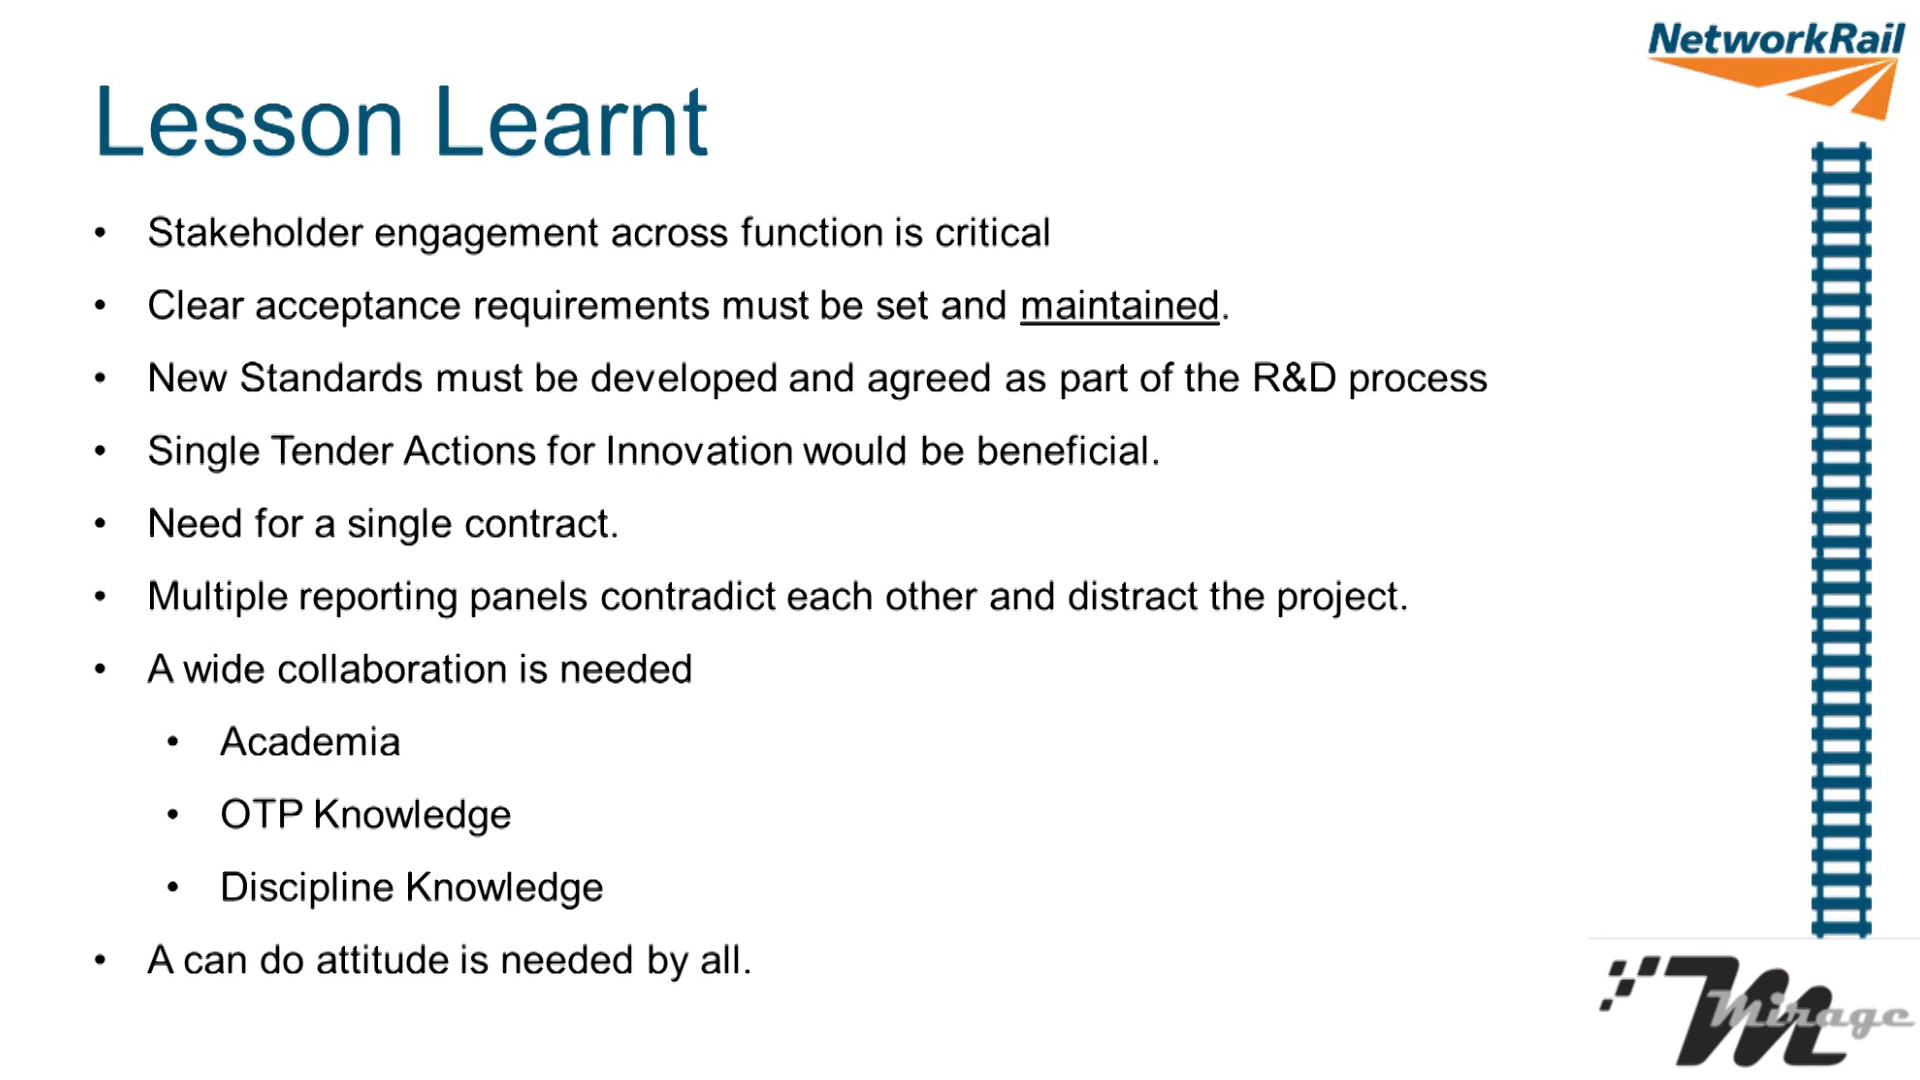 NetworkRail
Lesson Learnt
• Stakeholder engagement across function is critical
• Clear acceptance requirements must be set and maintained.
• New Standards must be developed and agreed as part of the R&D process
• Single Tender Actions for Innovation would be beneficial.
• Need for a single contract.
• Multiple reporting panels contradict each other and distract the project.
• A wide collaboration is needed
• Academia
• OTP Knowledge
• Discipline Knowledge
• A can do attitude is needed by all.
m Mirage